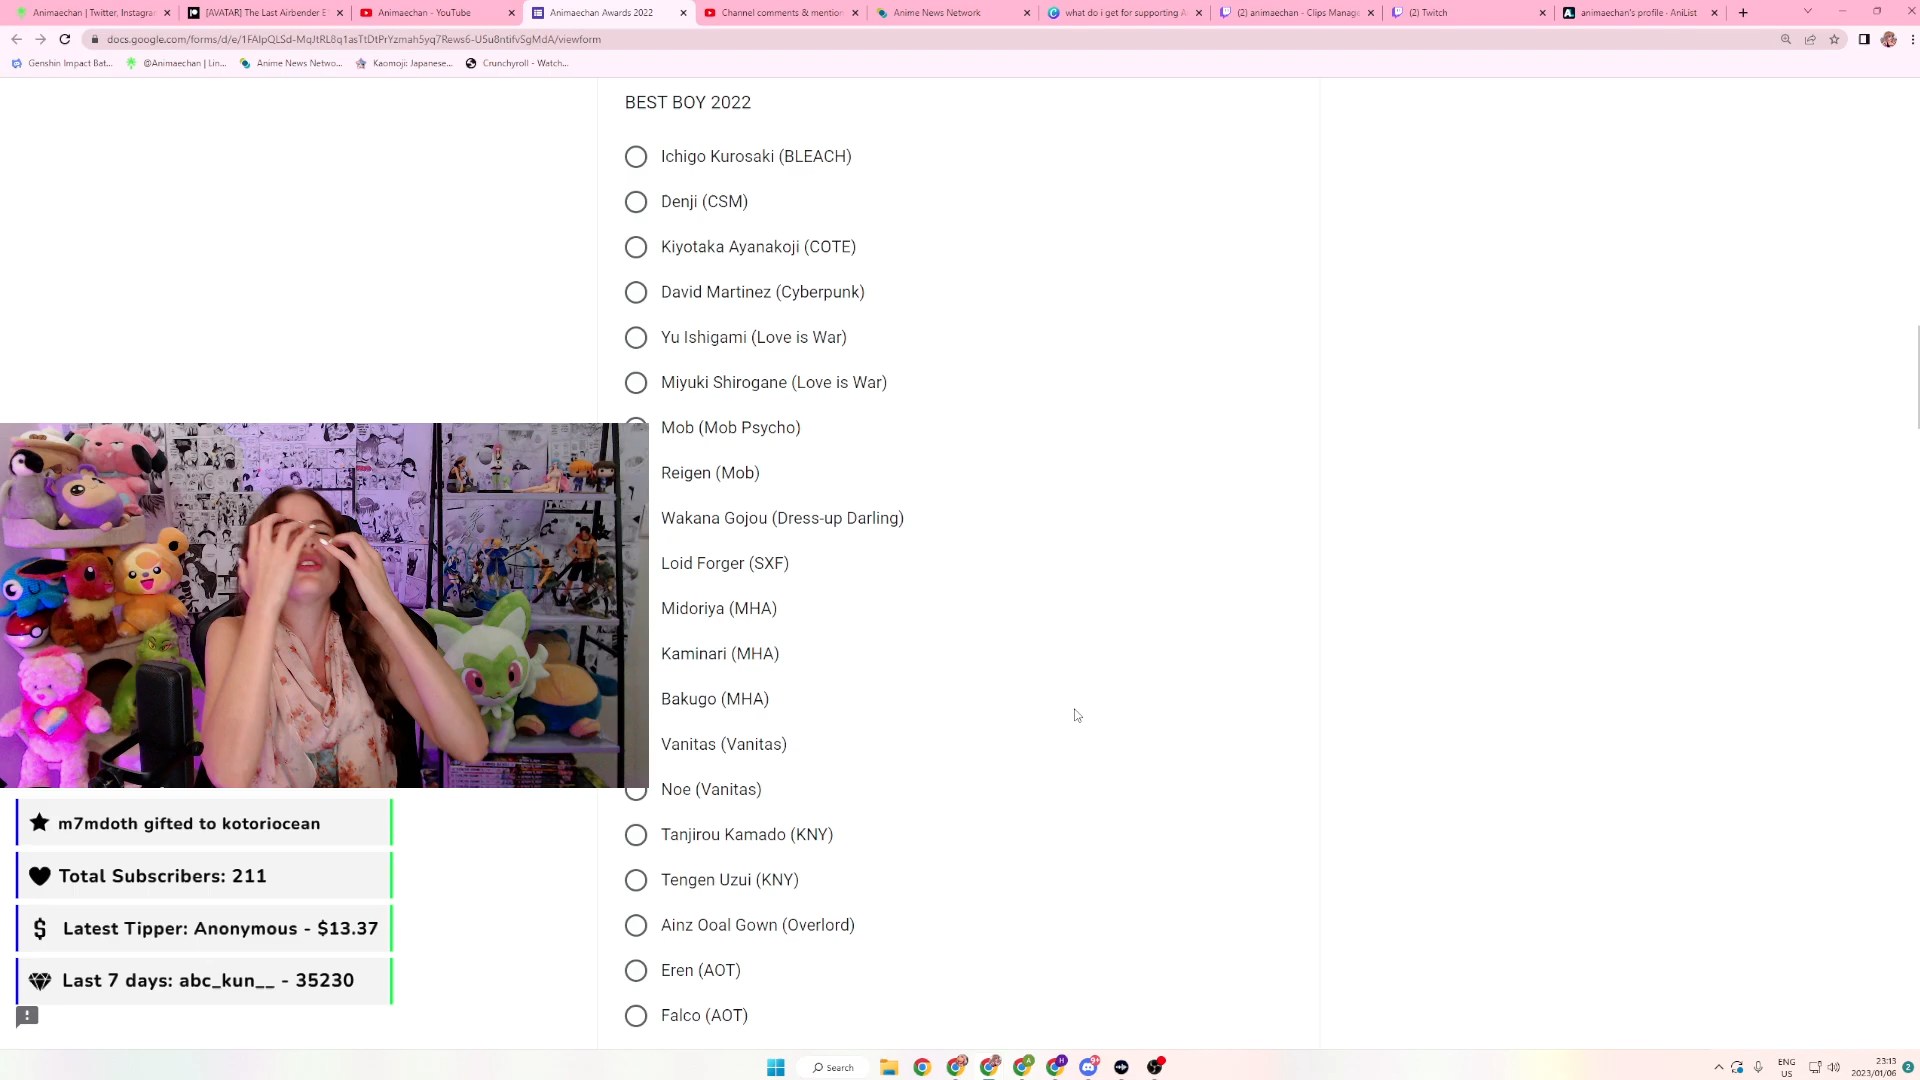 Animaechan | Twitter, Instagra
[AVATAR] The Last Airbender E
Animaechan - YouTube
Animaechan Awards 2022
Channel comments & mention
Anime News Network
what do i get for supporting A
(2) animaechan - Clips Manag
(2) Twitch
animaechan's profile · AniList
docs.google.com/forms/d/e/1FAIpQLSd-MqJtRL8q1asTtDtPrYzmah5yq7Rews6-U5u8ntifvSgMdA/viewform
Genshin Impact Bat...
@Animaechan | Lin...
Anime News Netwo...
Kaomoji: Japanese...
Crunchyroll - Watch...
BEST BOY 2022
Ichigo Kurosaki (BLEACH)
Denji (CSM)
Kiyotaka Ayanakoji (COTE)
David Martinez (Cyberpunk)
Yu Ishigami (Love is War)
Miyuki Shirogane (Love is War)
Mob (Mob Psycho)
Reigen (Mob)
Wakana Gojou (Dress-up Darling)
Loid Forger (SXF)
Midoriya (MHA)
Kaminari (MHA)
Bakugo (MHA)
Vanitas (Vanitas)
Noe (Vanitas)
Tanjirou Kamado (KNY)
Tengen Uzui (KNY)
Ainz Ooal Gown (Overlord)
Eren (AOT)
Falco (AOT)
m7mdoth gifted to kotoriocean
Total Subscribers: 211
Latest Tipper: Anonymous - $13.37
Last 7 days: abc_kun__ - 35230
Search
ENG
US
23:13
2023/01/06
2